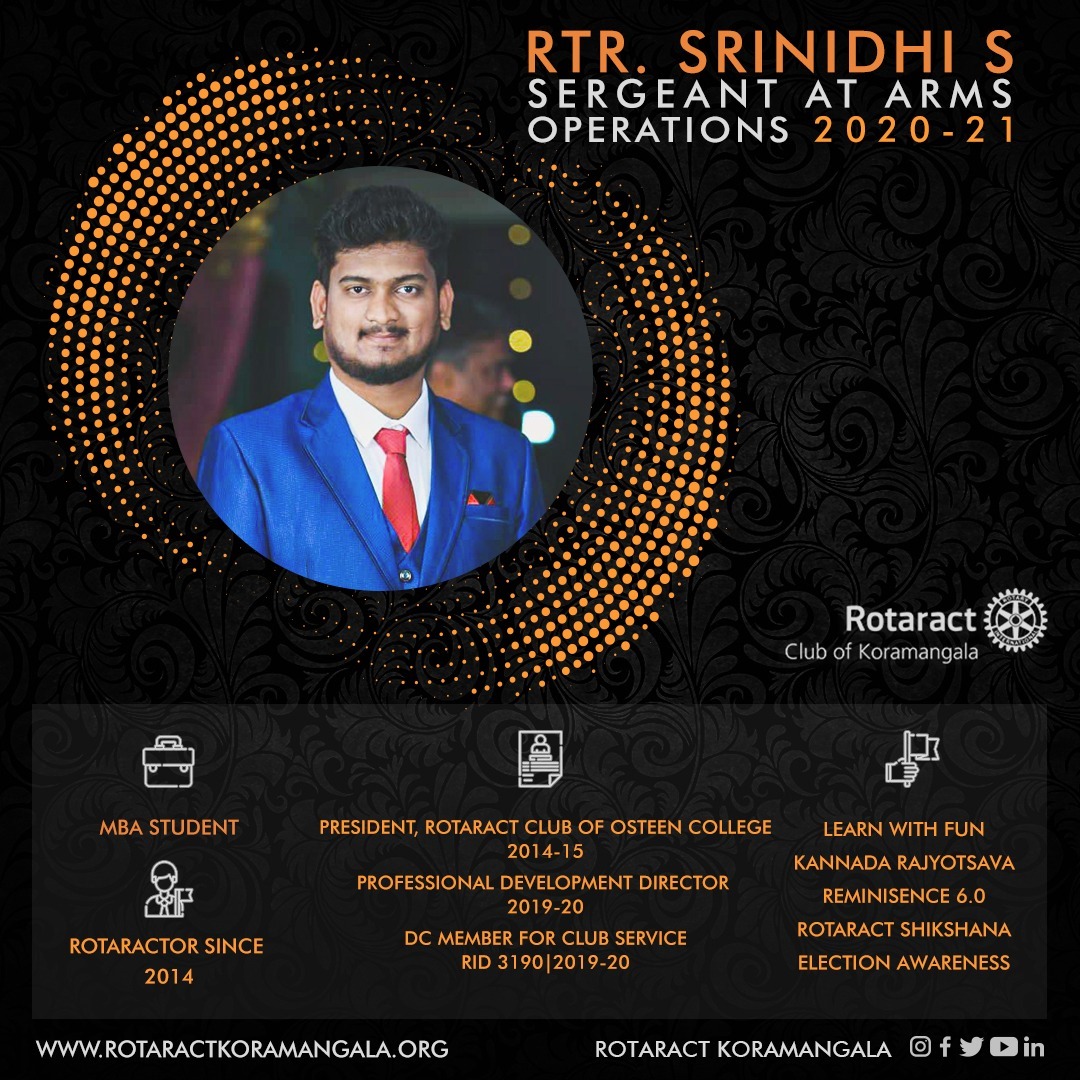 RTR. SRINIDHI S
SERGEANT AT ARMS
OPERATIONS 2020-21
Rotaract
Club of Koramangala
ROTARY
INTERNATIONAL
MBA STUDENT
ROTARACTOR SINCE
2014
PRESIDENT, ROTARACT CLUB OF OSTEEN COLLEGE
2014-15
PROFESSIONAL DEVELOPMENT DIRECTOR
2019-20
DC MEMBER FOR CLUB SERVICE
RID 3190|2019-20
LEARN WITH FUN
KANNADA RAJYOTSAVA
REMINISENCE 6.0
ROTARACT SHIKSHANA
ELECTION AWARENESS
WWW.ROTARACTKORAMANGALA.ORG
ROTARACT KORAMANGALA